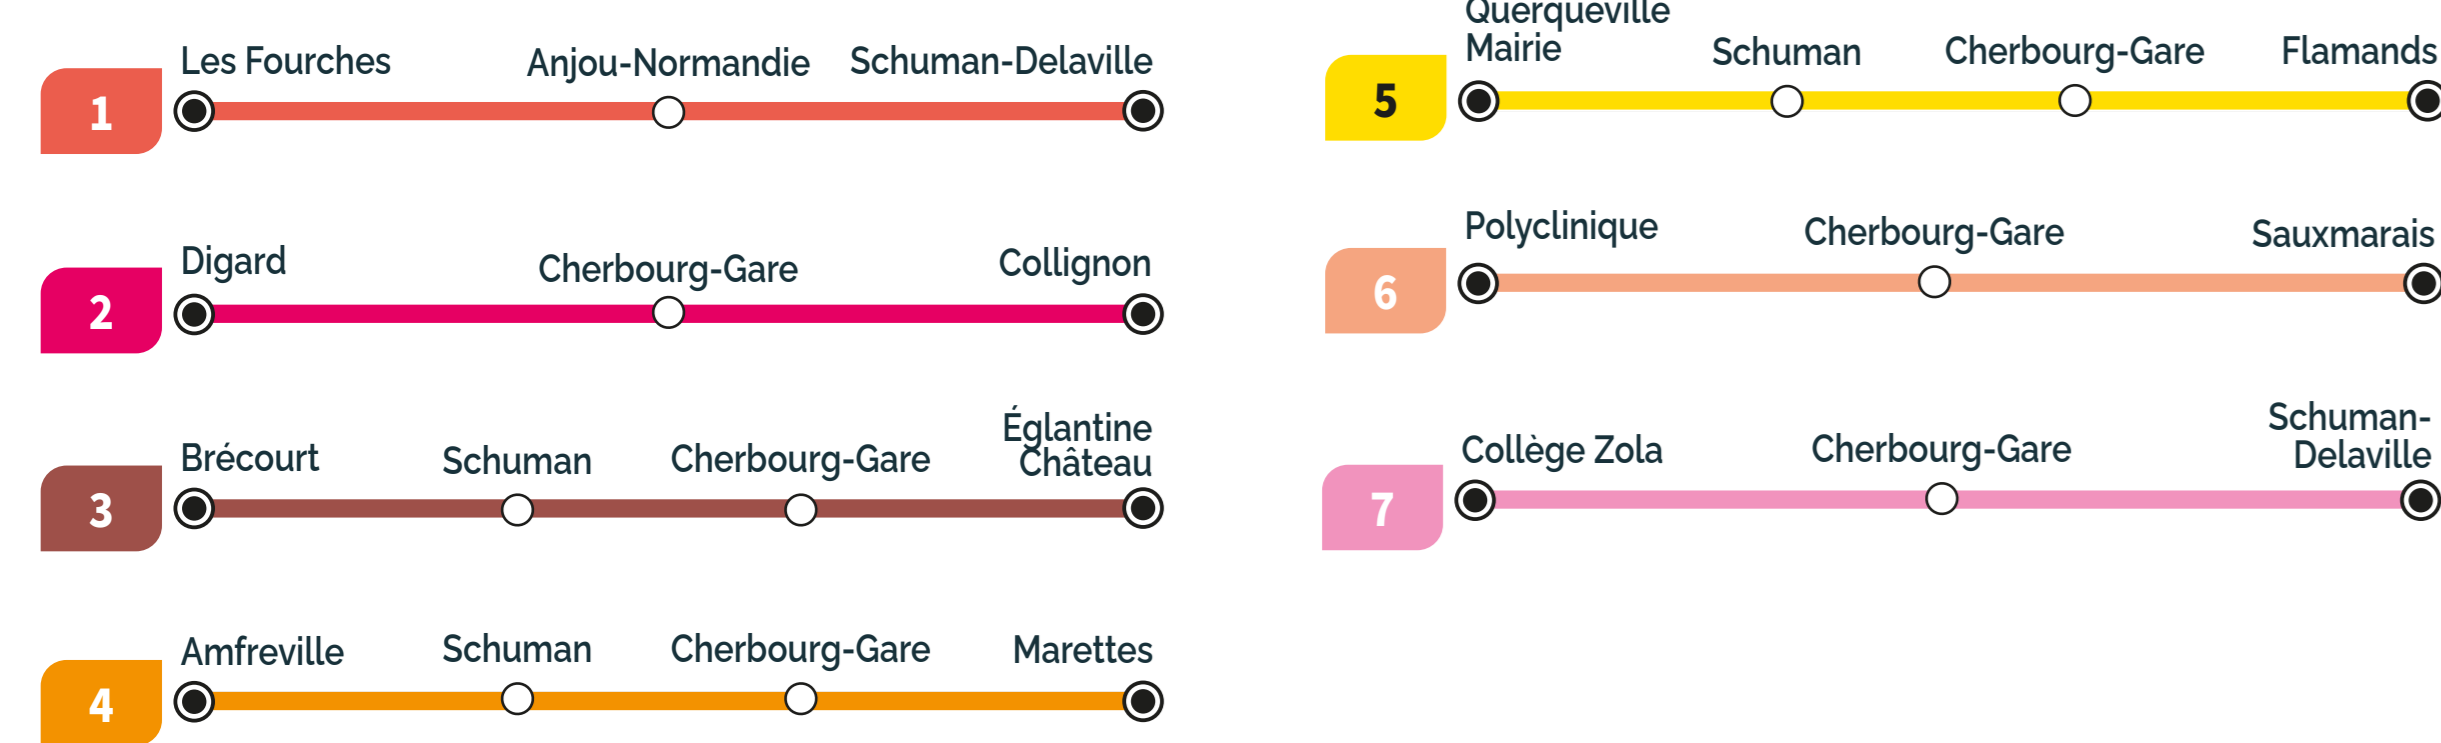 1
Les Fourches
Anjou-Normandie
Schuman-Delaville
2
Digard
Cherbourg-Gare
Collignon
3
Brécourt
Schuman
Cherbourg-Gare
Églantine
Château
4
Amfreville
Schuman
Cherbourg-Gare
Marettes
5
Querqueville
Mairie
Schuman
Cherbourg-Gare
Flamands
6
Polyclinique
Cherbourg-Gare
Sauxmarais
7
Collège Zola
Cherbourg-Gare
Schuman-
Delaville